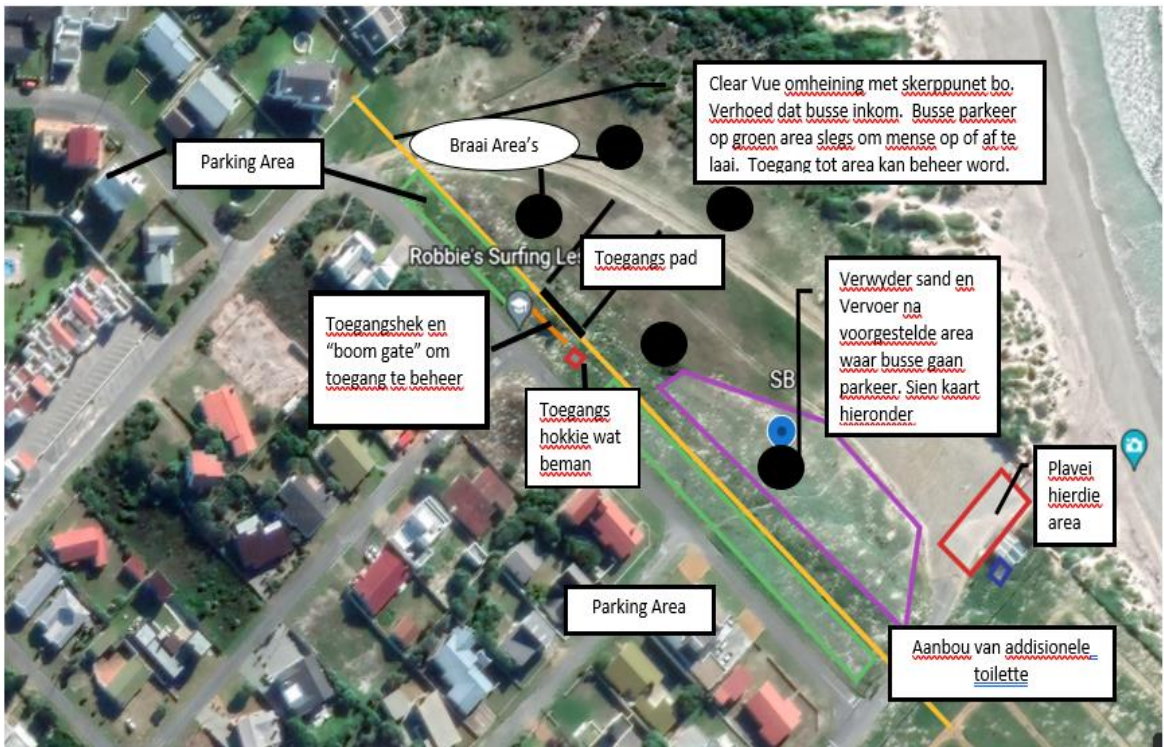 Clear Vue omheining met skerppunet bo.
Verhoed dat busse inkom. Busse parkeer
op groen area slegs om mense op of af te
laai. Toegang tot area kan beheer word.
Braai Area's
Parking Area
Robbie's Surfing Les
Toegangs pad
Verwyder sand en
Vervoer na
voorgestelde area
waar busse gaan
parkeer. Sien kaart
hieronder
Toegangshek en
“boom gate” om
toegang te beheer
SB
Toegangs
hokkie wat
beman
Plavei
hierdie
area
Parking Area
Aanbou van addisionele
toilette